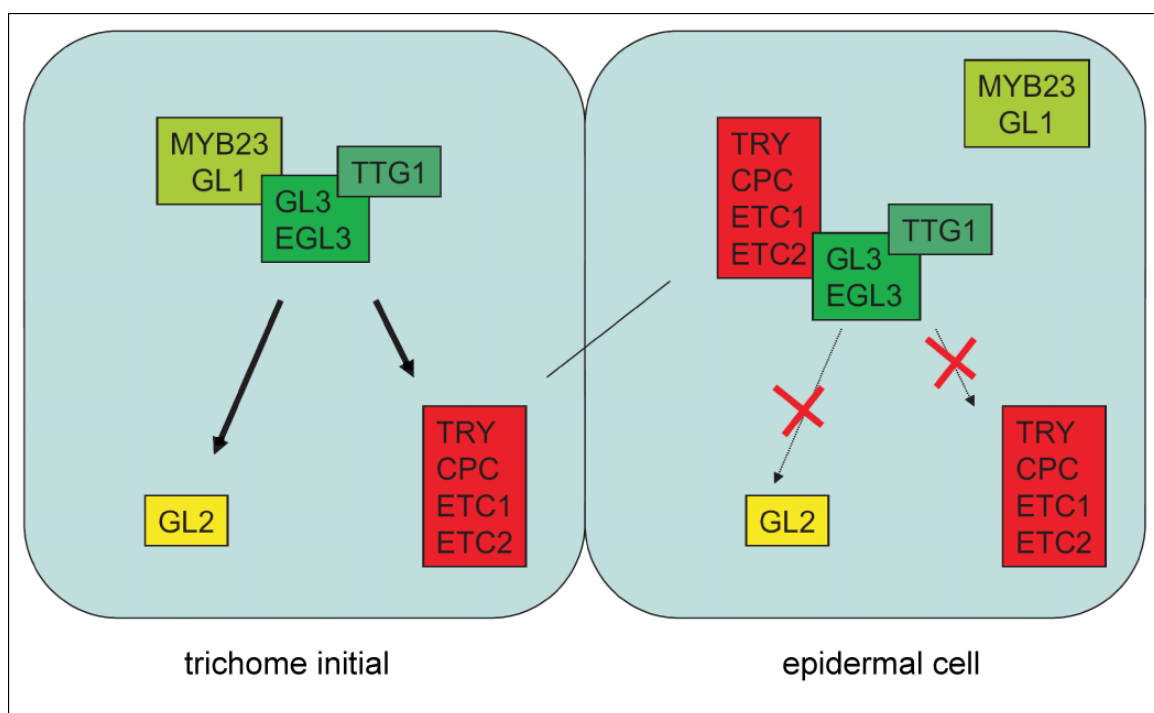 MYB23
GL1
TTG1
GL3
EGL3
GL2
TRY
CPC
ETC1
ETC2
trichome initial
MYB23
GL1
TRY
CPC
ETC1
ETC2
TTG1
GL3
EGL3
GL2
TRY
CPC
ETC1
ETC2
epidermal cell